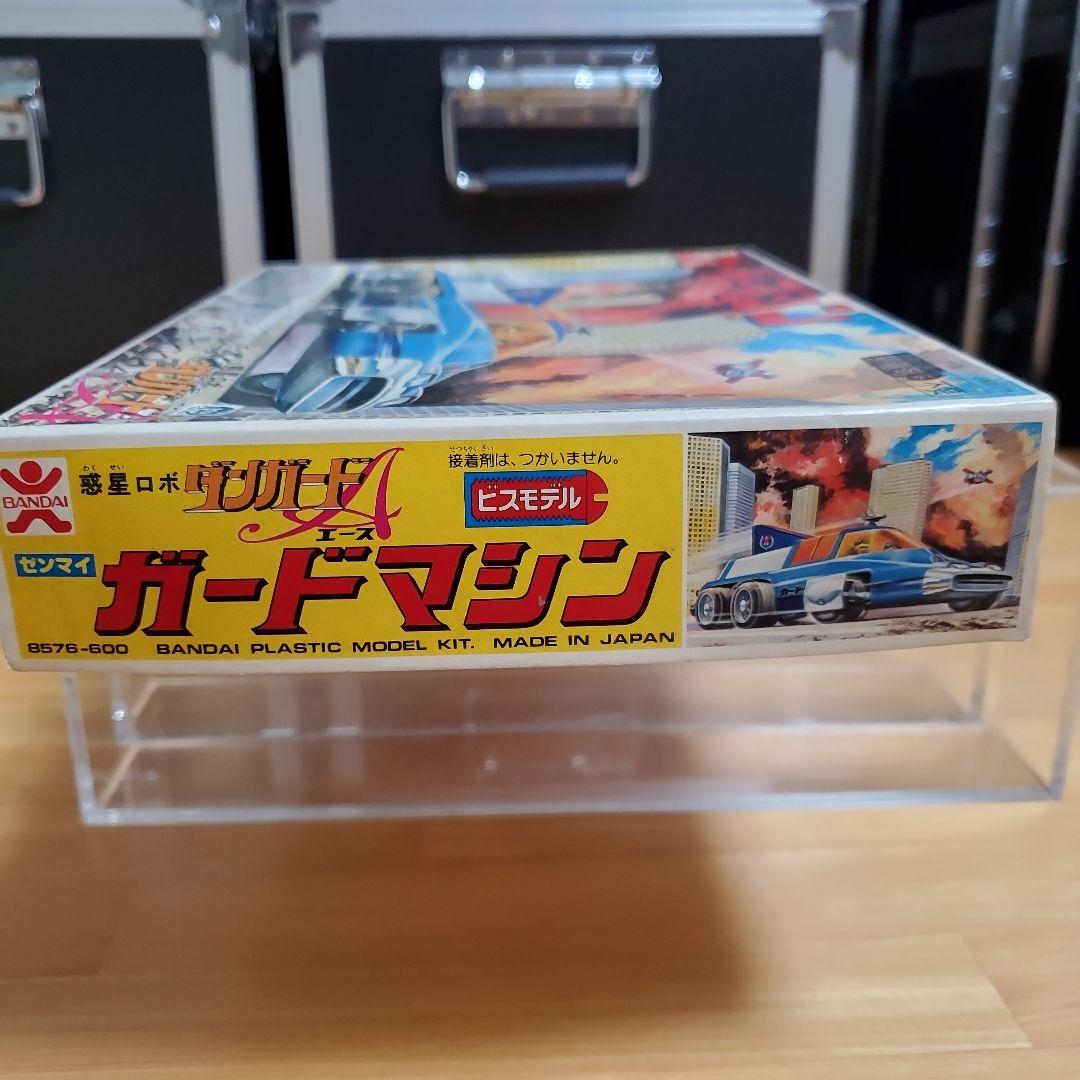 BANDAI
わくせい
惑星ロボ ダンガードA
エース
せっちゃくざい
接着剤は、つかいません。
ビスモデル
ゼンマイ
ガードマシン
8576-600 BANDAI PLASTIC MODEL KIT. MADE IN JAPAN